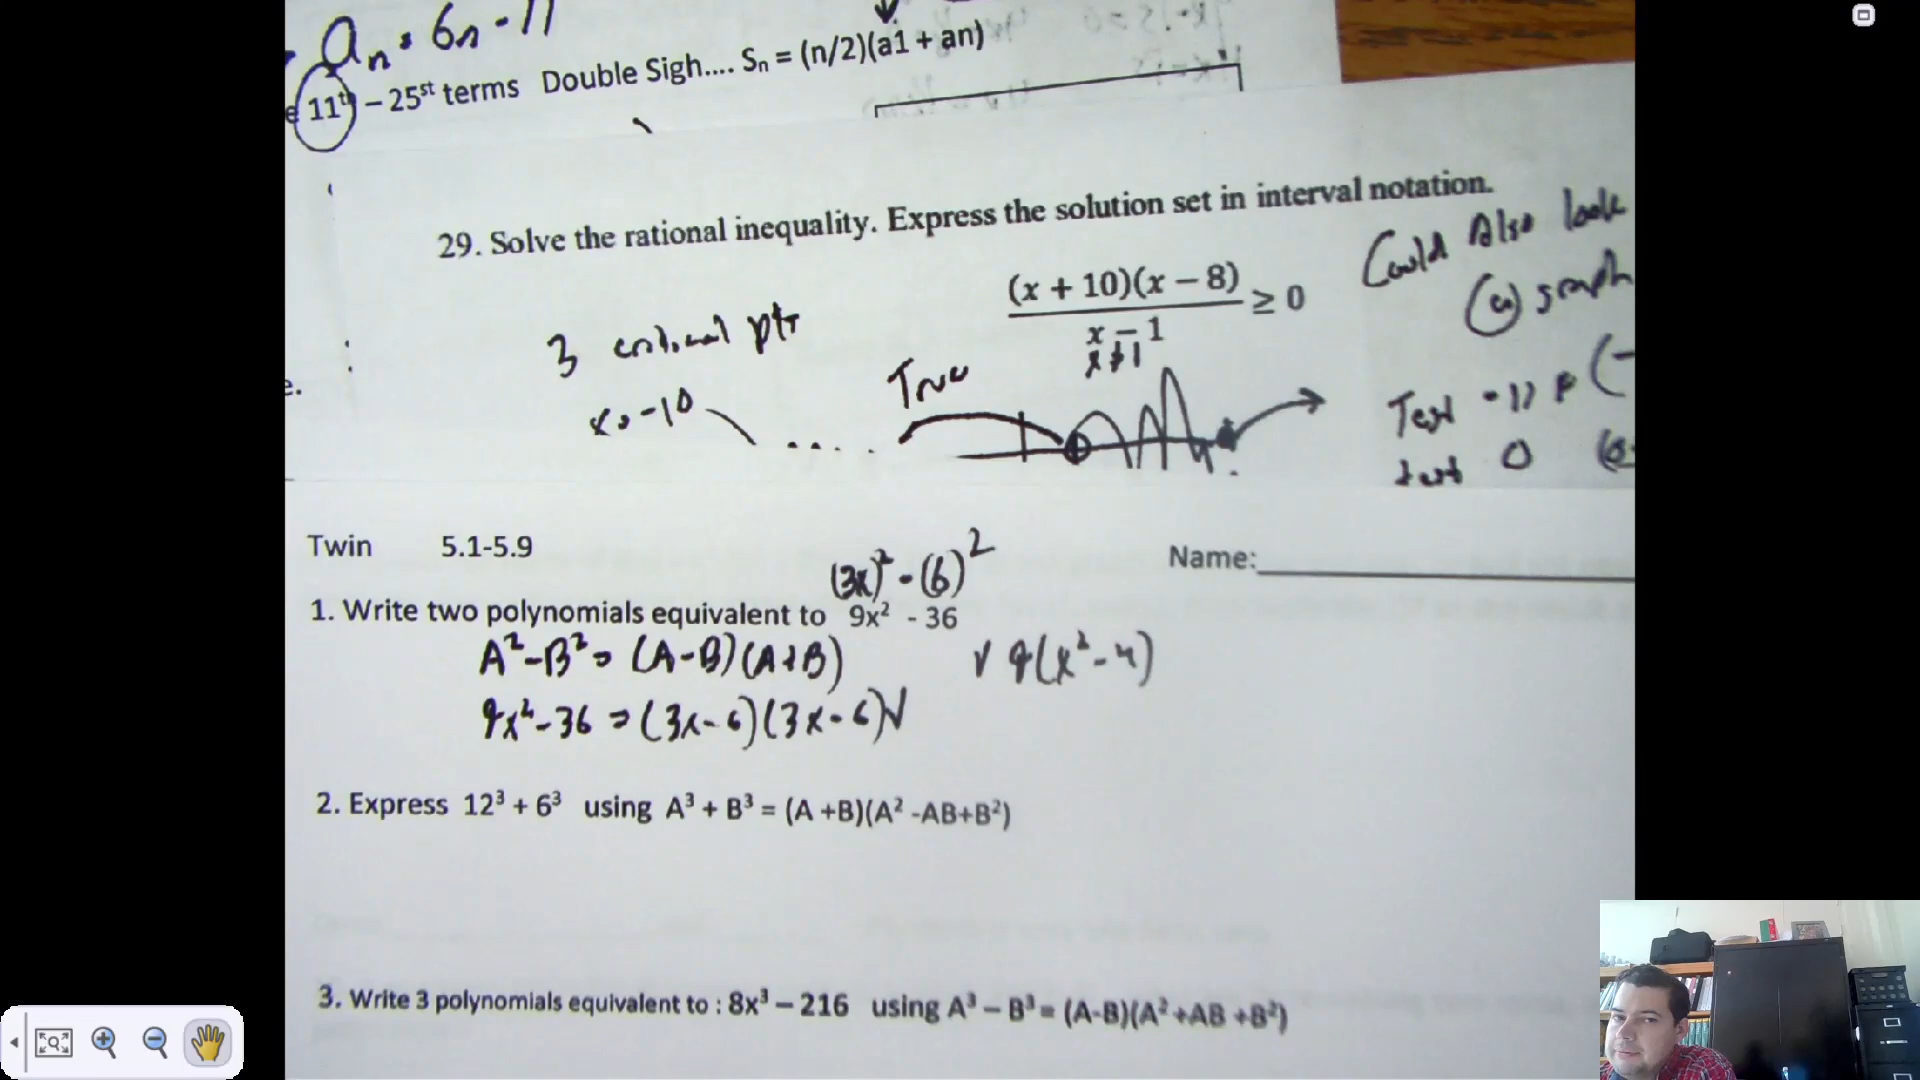 an = 6n - 11
e 11th – 25st terms Double Sigh.... Sn = (n/2)(a1 + an)
29. Solve the rational inequality. Express the solution set in interval notation.
Could Also look
@ graph
(x + 10)(x – 8)
≥ 0
x – 1
x ≠ 1
3 critical pts
True
x = -10
Test -11
test 0
e.
Twin 5.1-5.9
Name:
(3x)² - (6)²
1. Write two polynomials equivalent to 9x² - 36
A² - B² = (A - B)(A + B) √ 9(x² - 4)
9x² - 36 = (3x - 6)(3x - 6) √
2. Express 12³ + 6³ using A³ + B³ = (A +B)(A² -AB+B²)
3. Write 3 polynomials equivalent to : 8x³ – 216 using A³ – B³ = (A-B)(A² +AB +B²)